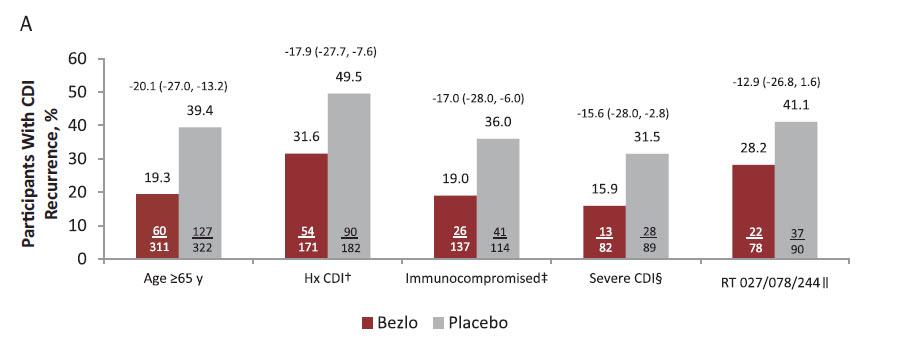 A
Participants With CDI
Recurrence, %
60
50
40
30
20
10
0
-20.1 (-27.0, -13.2)
19.3
39.4
60
311
127
322
Age ≥65 y
-17.9 (-27.7, -7.6)
31.6
49.5
54
171
90
182
Hx CDI†
-17.0 (-28.0, -6.0)
19.0
36.0
26
137
41
114
Immunocompromised‡
-15.6 (-28.0, -2.8)
15.9
31.5
13
82
28
89
Severe CDI§
-12.9 (-26.8, 1.6)
28.2
41.1
22
78
37
90
RT 027/078/244||
Bezlo
Placebo